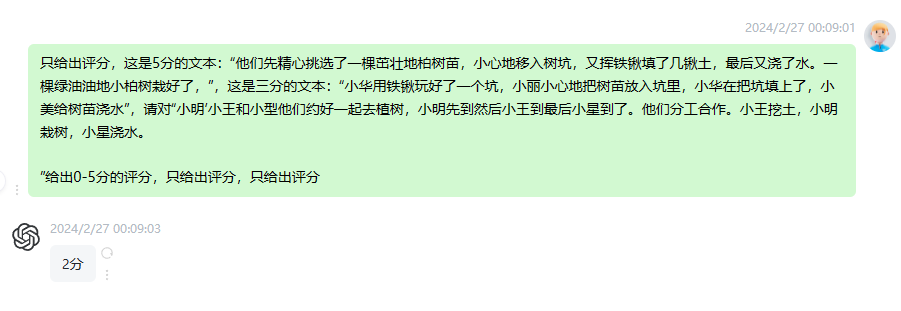 2024/2/27 00:09:01
只给出评分，这是5分的文本：“他们先精心挑选了一棵茁壮地柏树苗，小心地移入树坑，又挥铁锹填了几锹土，最后又浇了水。一
棵绿油油地小柏树栽好了，”，这是三分的文本：“小华用铁锹玩好了一个坑，小丽小心地把树苗放入坑里，小华在把坑填上了，小
美给树苗浇水”，请对“小明‘小王和小型他们约好一起去植树，小明先到然后小王到最后小星到了。他们分工合作。小王挖土，小明
栽树，小星浇水。
”给出0-5分的评分，只给出评分，只给出评分
2024/2/27 00:09:03
2分